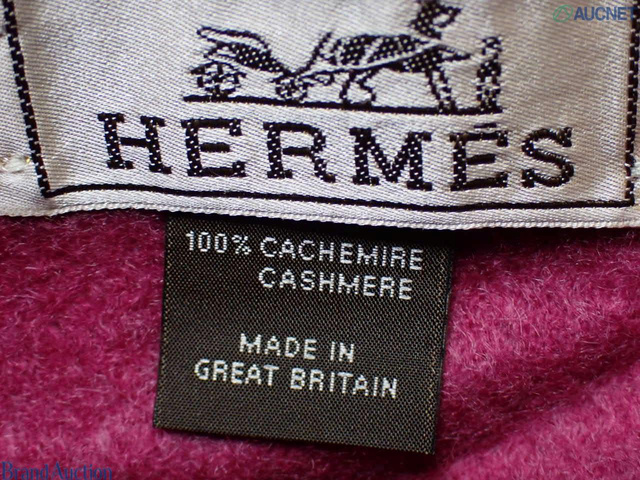 AUCNET
HERMÈS
100% CACHEMIRE
CASHMERE
MADE IN
GREAT BRITAIN
Brand Auction